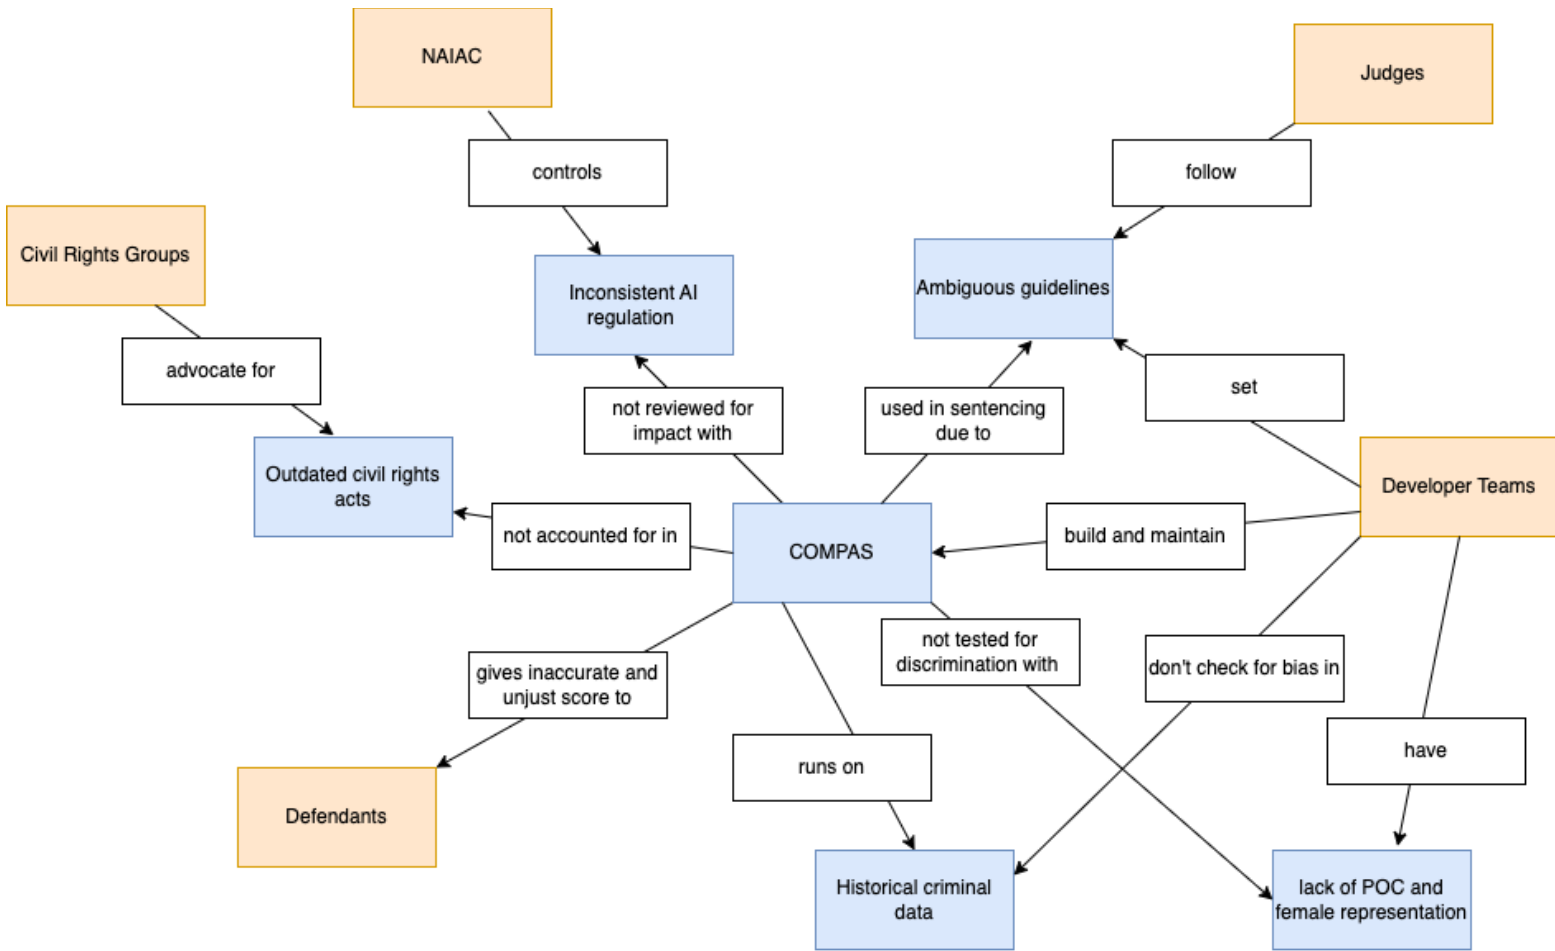 NAIAC
Judges
controls
follow
Civil Rights Groups
Inconsistent AI
regulation
Ambiguous guidelines
advocate for
set
not reviewed for
impact with
used in sentencing
due to
Outdated civil rights
acts
Developer Teams
not accounted for in
COMPAS
build and maintain
not tested for
discrimination with
don't check for bias in
gives inaccurate and
unjust score to
runs on
have
Defendants
Historical criminal
data
lack of POC and
female representation